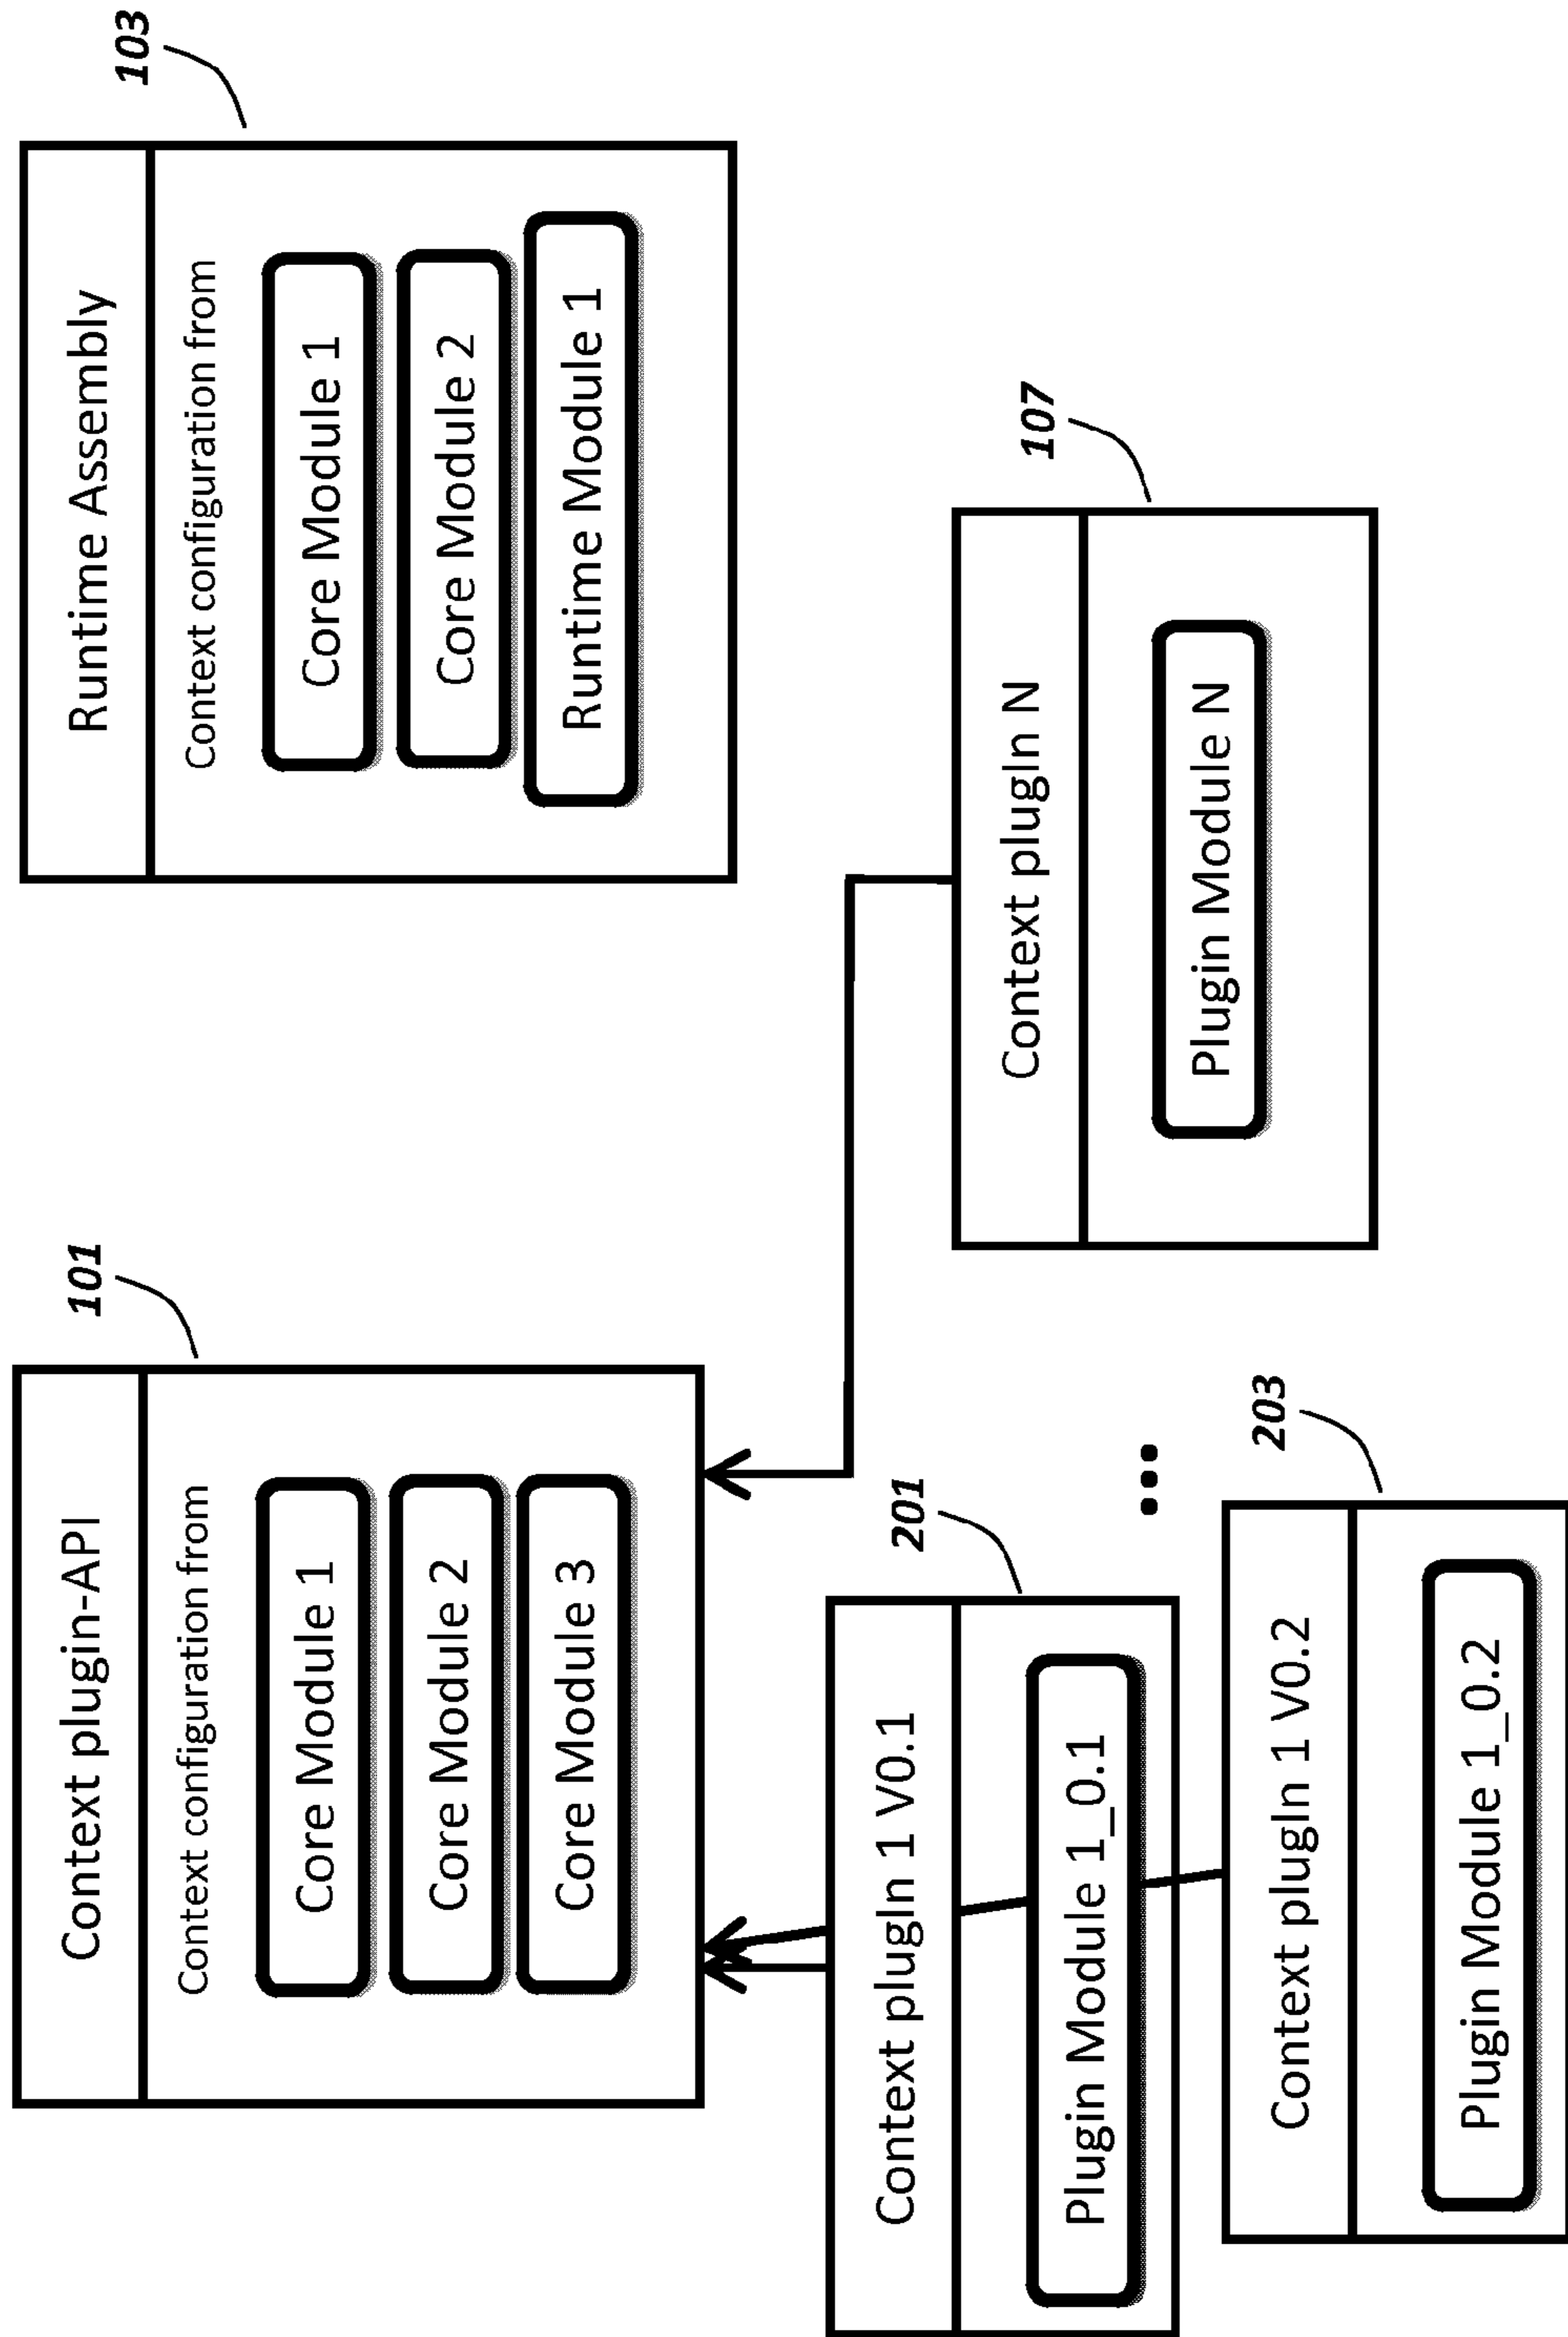 101
Context plugin-API
Context configuration from
Core Module 1
Core Module 2
Core Module 3
103
Runtime Assembly
Context configuration from
Core Module 1
Core Module 2
Runtime Module 1
201
Context plugIn 1 V0.1
Plugin Module 1_0.1
...
203
Context plugIn 1 V0.2
Plugin Module 1_0.2
107
Context plugIn N
Plugin Module N